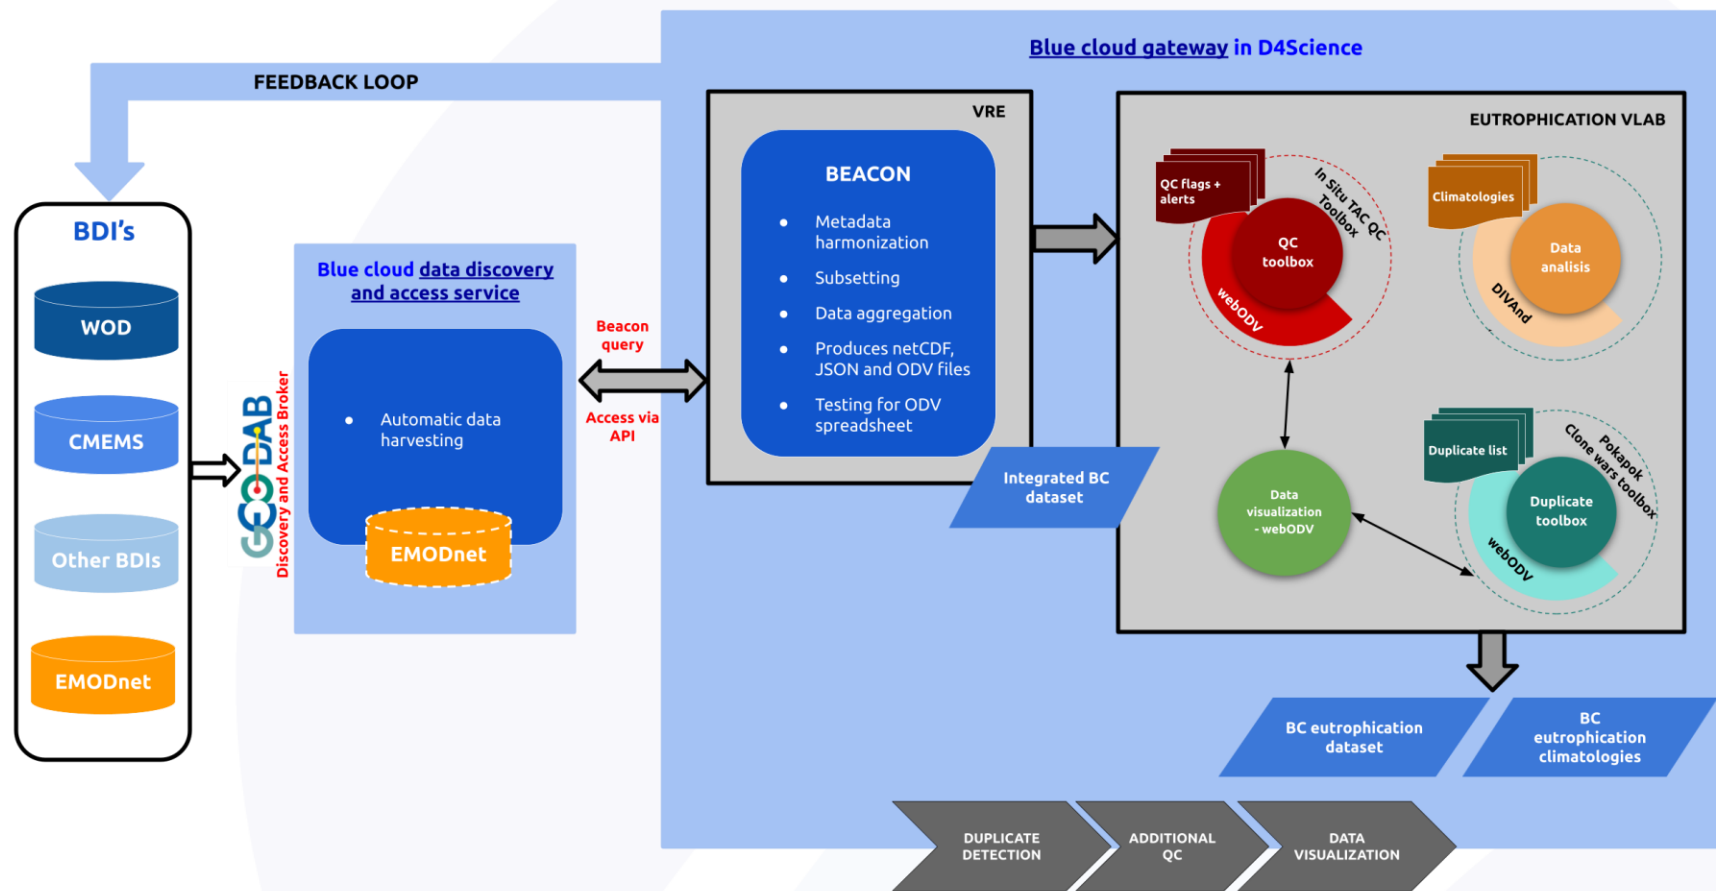 Blue cloud gateway in D4Science
FEEDBACK LOOP
BDI's
WOD
CMEMS
Other BDIs
EMODnet
GEO DAB
Discovery and Access Broker
Blue cloud data discovery
and access service
Automatic data
harvesting
EMODnet
Beacon
query
Access via
API
VRE
BEACON
Metadata
harmonization
Subsetting
Data aggregation
Produces netCDF,
JSON and ODV files
Testing for ODV
spreadsheet
Integrated BC
dataset
EUTROPHICATION VLAB
QC flags +
alerts
In Situ TAC QC
Toolbox
QC
toolbox
webODV
Climatologies
Data
analisis
DIVAnd
Data
visualization
- webODV
Duplicate list
Pokapok
Clone wars toolbox
Duplicate
toolbox
webODV
BC eutrophication
dataset
BC
eutrophication
climatologies
DUPLICATE
DETECTION
ADDITIONAL
QC
DATA
VISUALIZATION